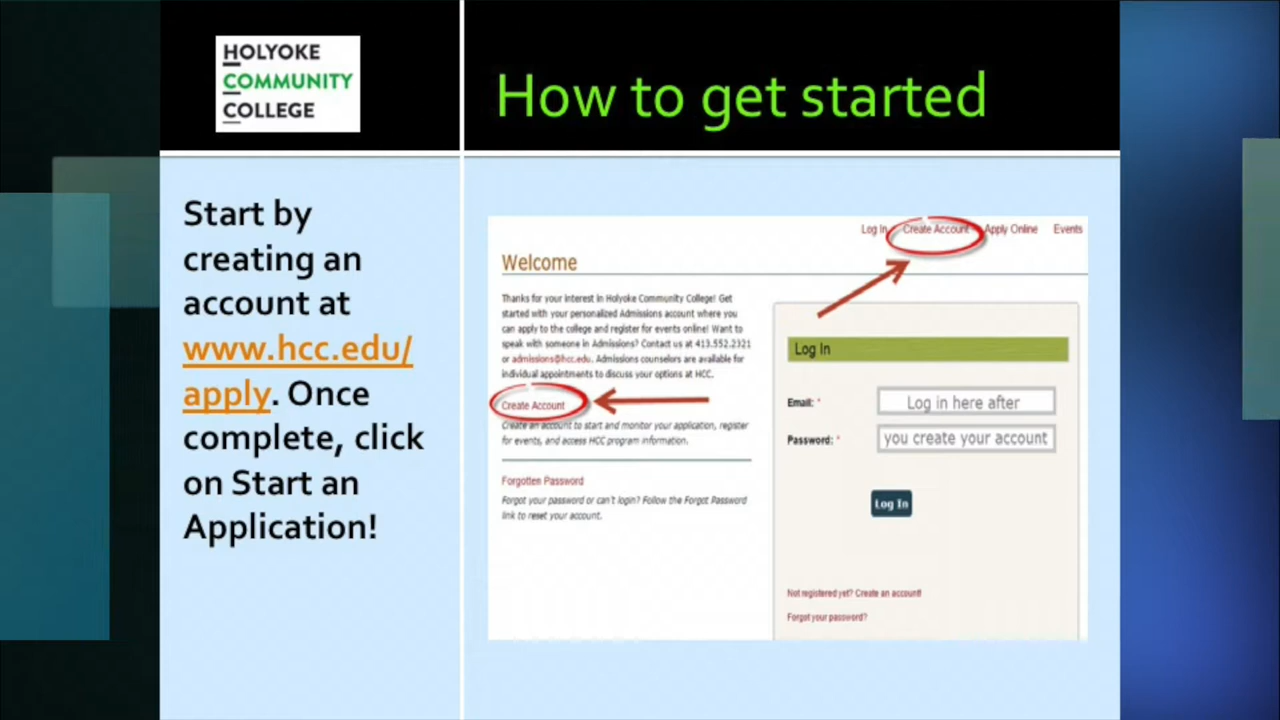 HOLYOKE
COMMUNITY
COLLEGE
How to get started
Start by
creating an
account at
www.hcc.edu/
apply. Once
complete, click
on Start an
Application!
Log In Create Account Apply Online Events
Welcome
Thanks for your interest in Holyoke Community College! Get
started with your personalized Admissions account where you
can apply to the college and register for events online! Want to
speak with someone in Admissions? Contact us at 413.552.2321
or admissions@hcc.edu. Admissions counselors are available for
individual appointments to discuss your options at HCC.
Create Account
Create an account to start and monitor your application, register
for events, and access HCC program information.
Forgotten Password
Forgot your password or can't login? Follow the Forgot Password
link to reset your account.
Log In
Email: * Log in here after
Password: * you create your account
Log In
Not registered yet? Create an account!
Forgot your password?